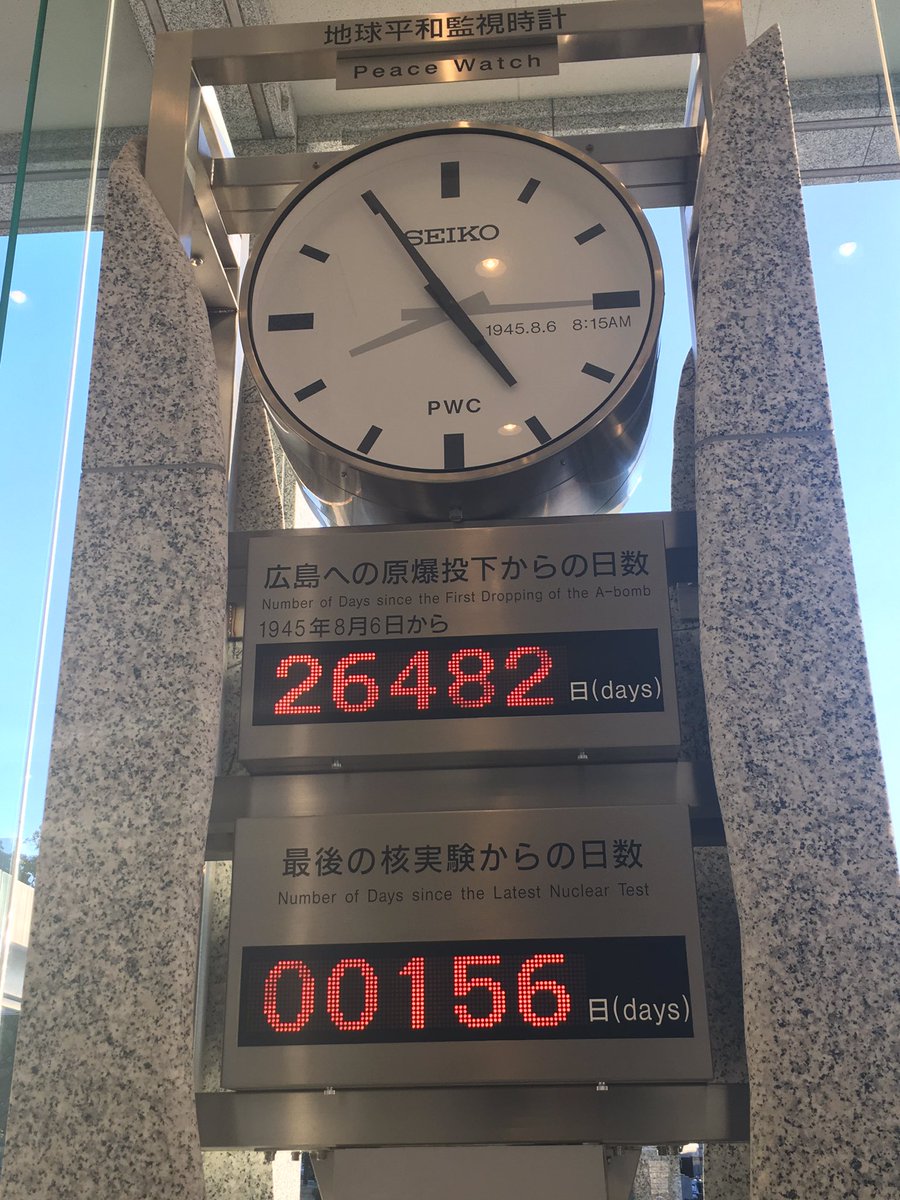 地球平和監視時計
Peace Watch
SEIKO
1945.8.6 8:15AM
PWC
広島への原爆投下からの日数
Number of Days since the First Dropping of the A-bomb
1945年8月6日から
26482 日(days)
最後の核実験からの日数
Number of Days since the Latest Nuclear Test
00156 日(days)